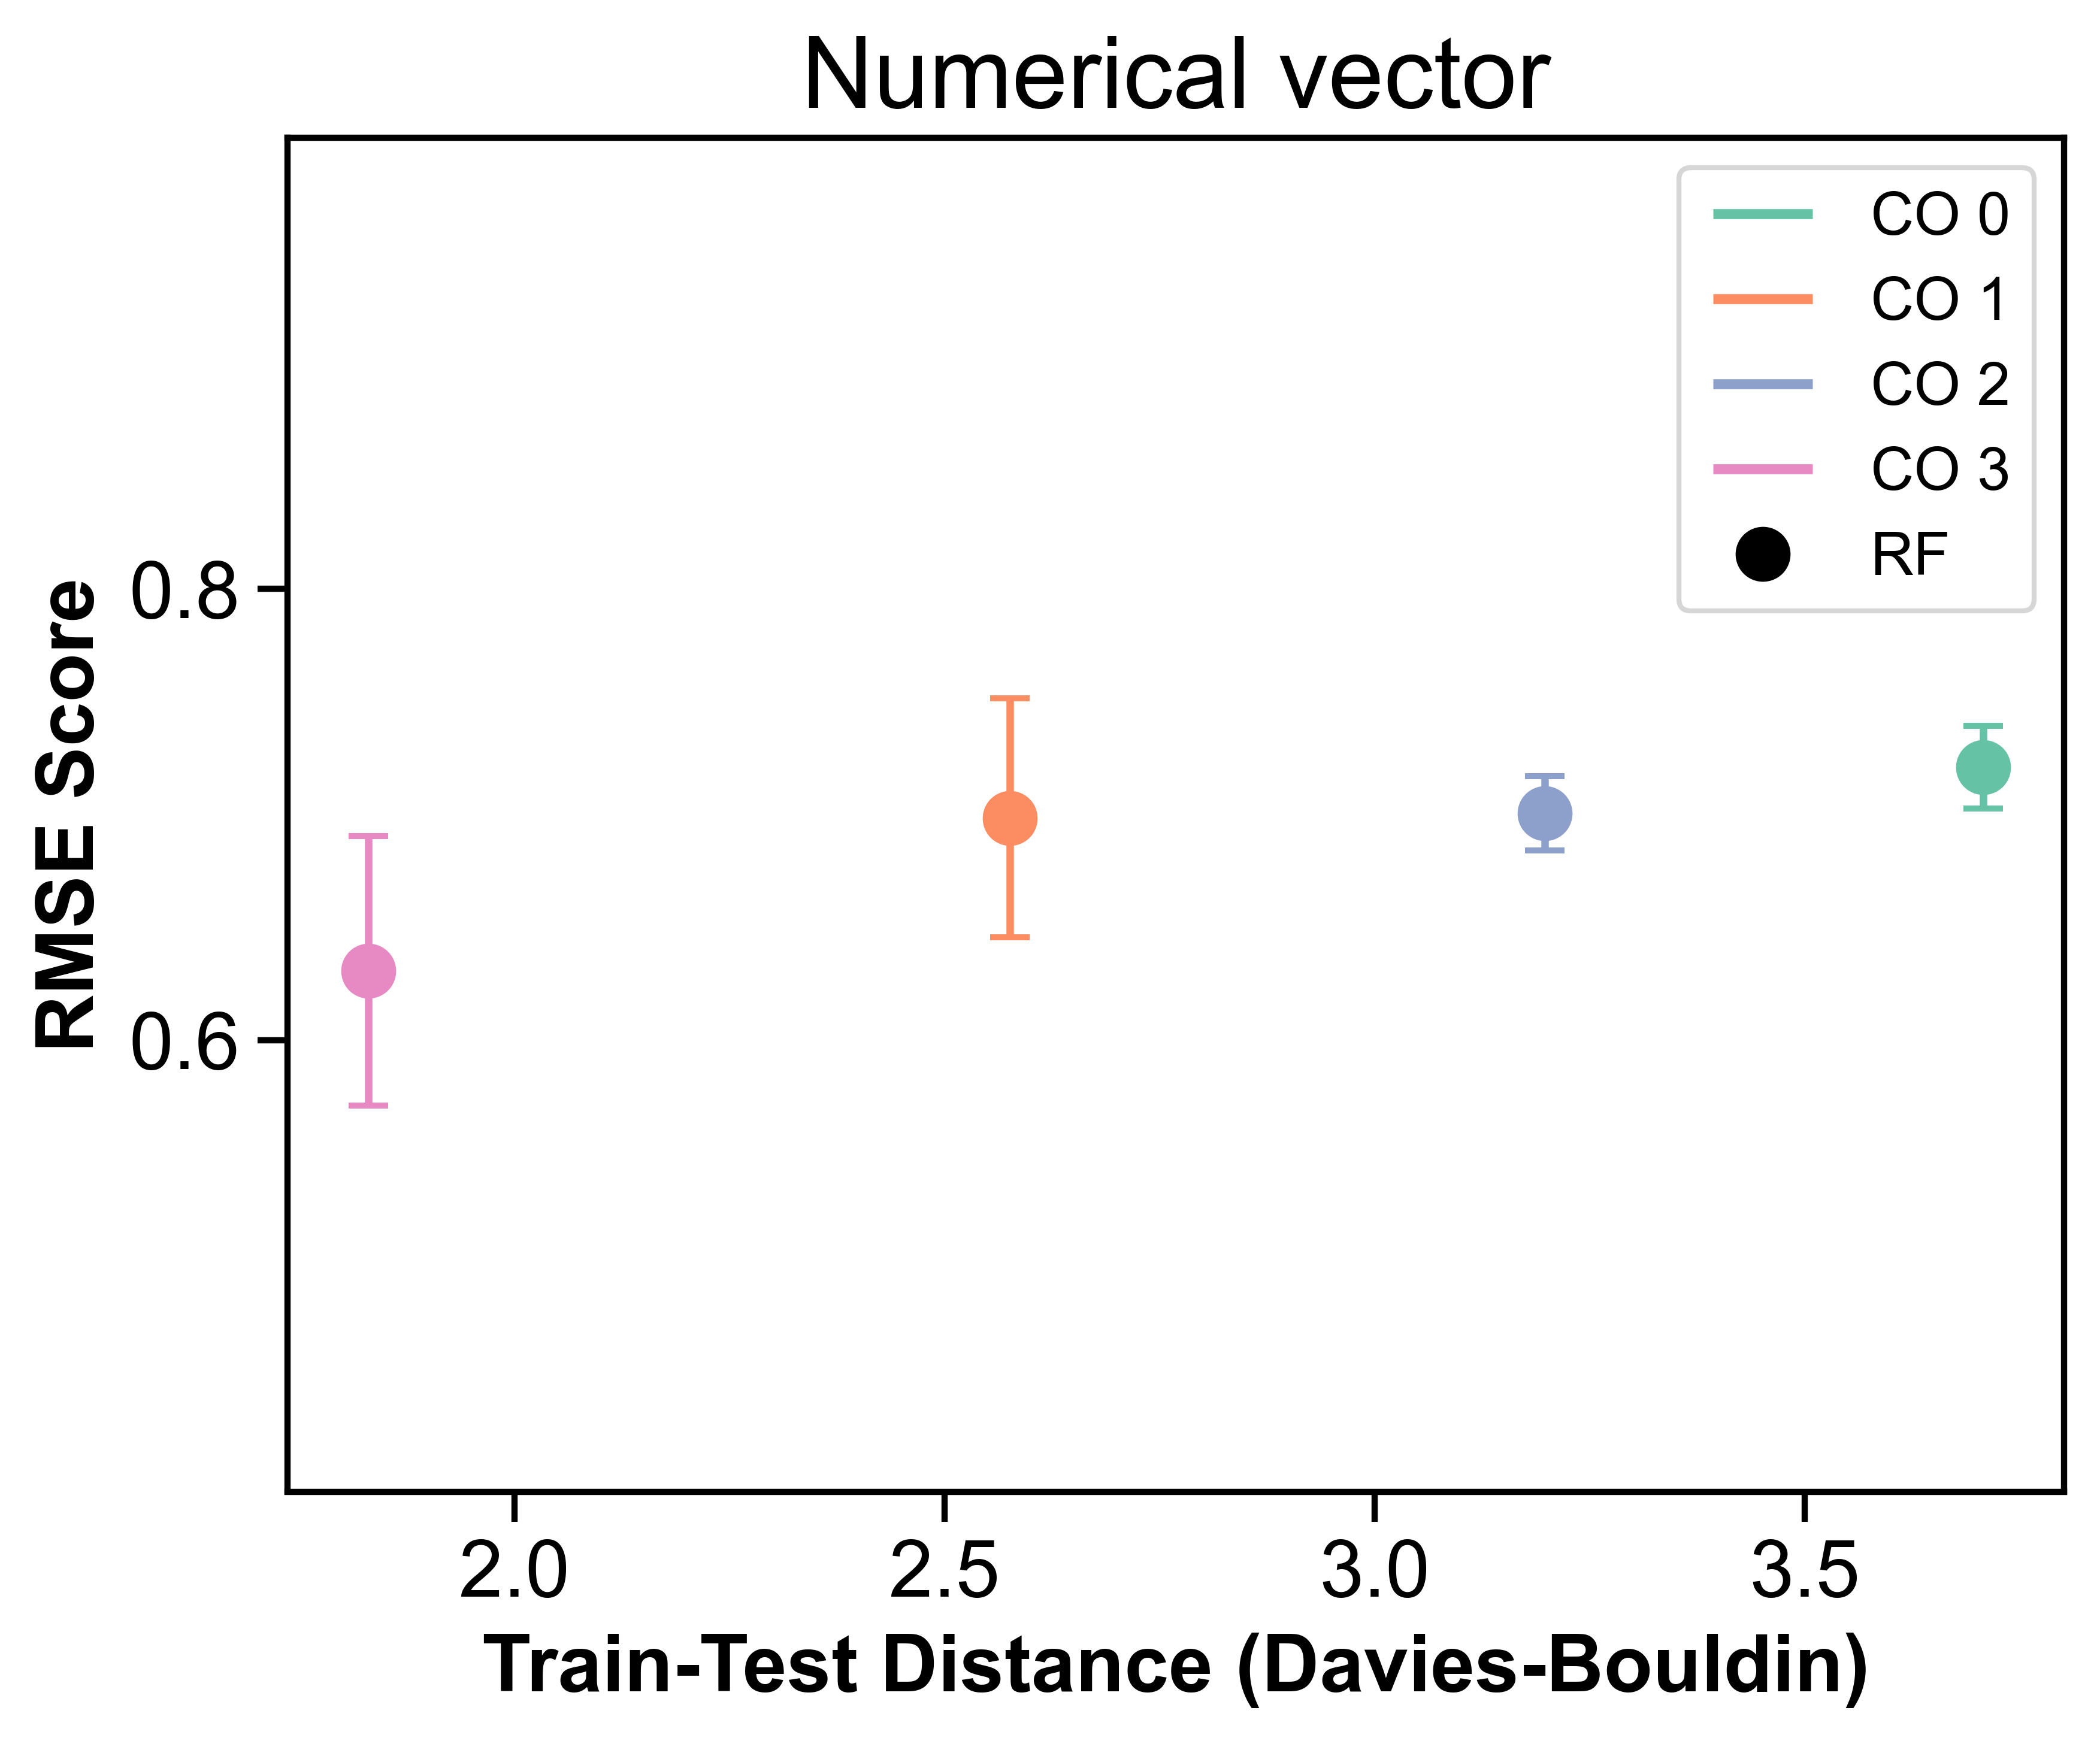 Numerical vector
CO 0
CO 1
CO 2
CO 3
RF
RMSE Score
0.8
0.6
2.0 2.5 3.0 3.5
Train-Test Distance (Davies-Bouldin)